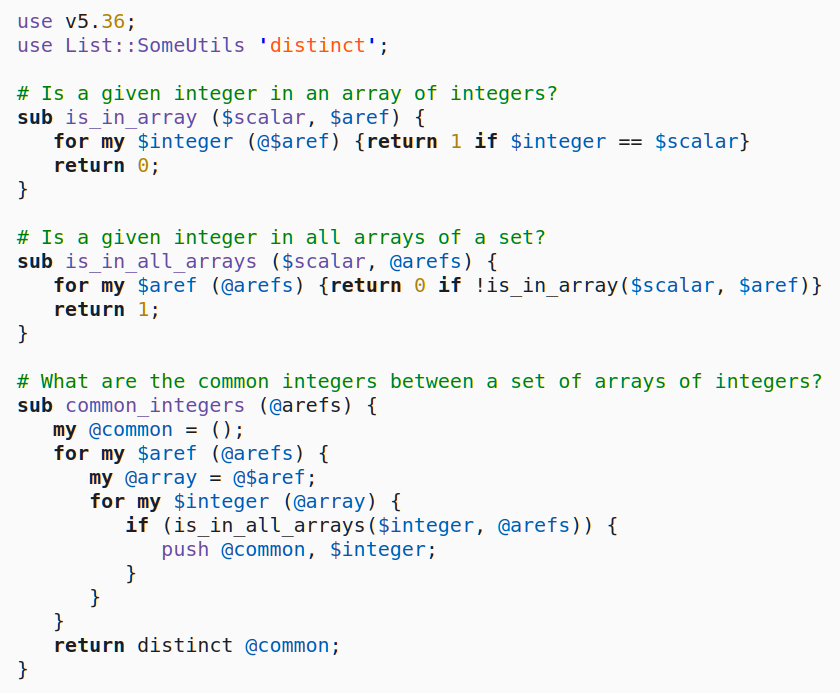 use v5.36;
use List::SomeUtils 'distinct';

# Is a given integer in an array of integers?
sub is_in_array ($scalar, $aref) {
   for my $integer (@$aref) {return 1 if $integer == $scalar}
   return 0;
}

# Is a given integer in all arrays of a set?
sub is_in_all_arrays ($scalar, @arefs) {
   for my $aref (@arefs) {return 0 if !is_in_array($scalar, $aref)}
   return 1;
}

# What are the common integers between a set of arrays of integers?
sub common_integers (@arefs) {
   my @common = ();
   for my $aref (@arefs) {
      my @array = @$aref;
      for my $integer (@array) {
         if (is_in_all_arrays($integer, @arefs)) {
            push @common, $integer;
         }
      }
   }
   return distinct @common;
}